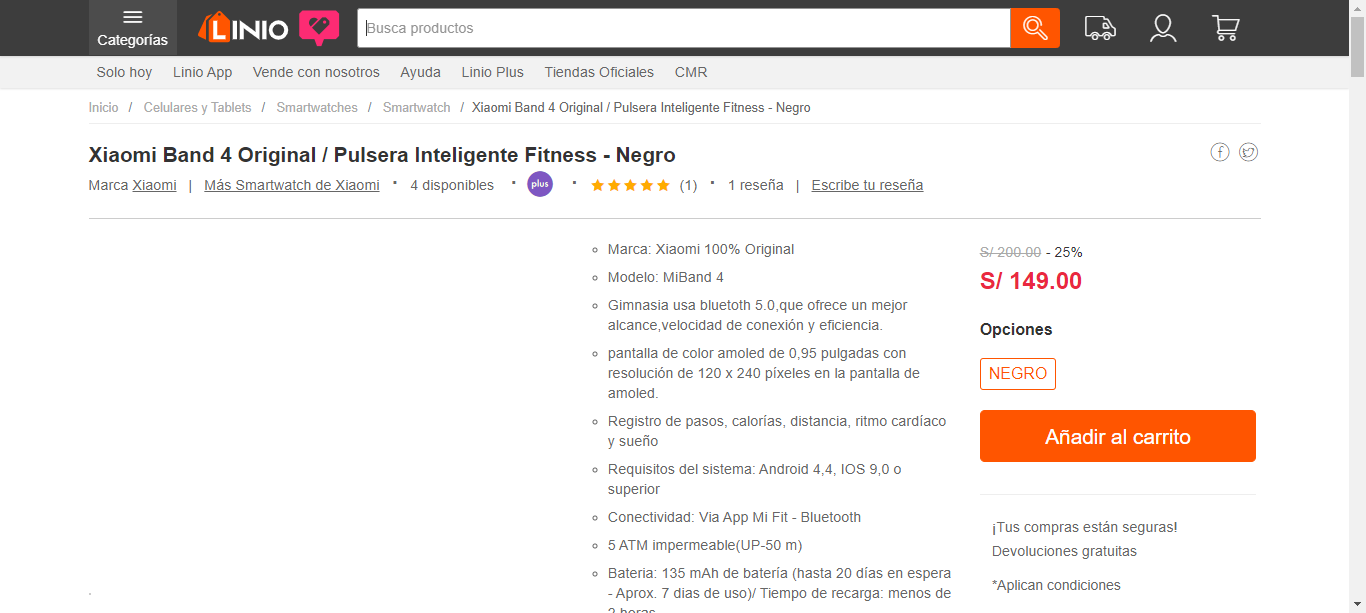 Categorías
LINIO
Busca productos
Solo hoy Linio App Vende con nosotros Ayuda Linio Plus Tiendas Oficiales CMR
Inicio / Celulares y Tablets / Smartwatches / Smartwatch / Xiaomi Band 4 Original / Pulsera Inteligente Fitness - Negro
Xiaomi Band 4 Original / Pulsera Inteligente Fitness - Negro
Marca Xiaomi | Más Smartwatch de Xiaomi · 4 disponibles · plus · (1) · 1 reseña | Escribe tu reseña
Marca: Xiaomi 100% Original
Modelo: MiBand 4
Gimnasia usa bluetoth 5.0,que ofrece un mejor
alcance,velocidad de conexión y eficiencia.
pantalla de color amoled de 0,95 pulgadas con
resolución de 120 x 240 píxeles en la pantalla de
amoled.
Registro de pasos, calorías, distancia, ritmo cardíaco
y sueño
Requisitos del sistema: Android 4,4, IOS 9,0 o
superior
Conectividad: Via App Mi Fit - Bluetooth
5 ATM impermeable(UP-50 m)
Bateria: 135 mAh de batería (hasta 20 días en espera
- Aprox. 7 dias de uso)/ Tiempo de recarga: menos de
2 horas
S/ 200.00 - 25%
S/ 149.00
Opciones
NEGRO
Añadir al carrito
¡Tus compras están seguras!
Devoluciones gratuitas
*Aplican condiciones